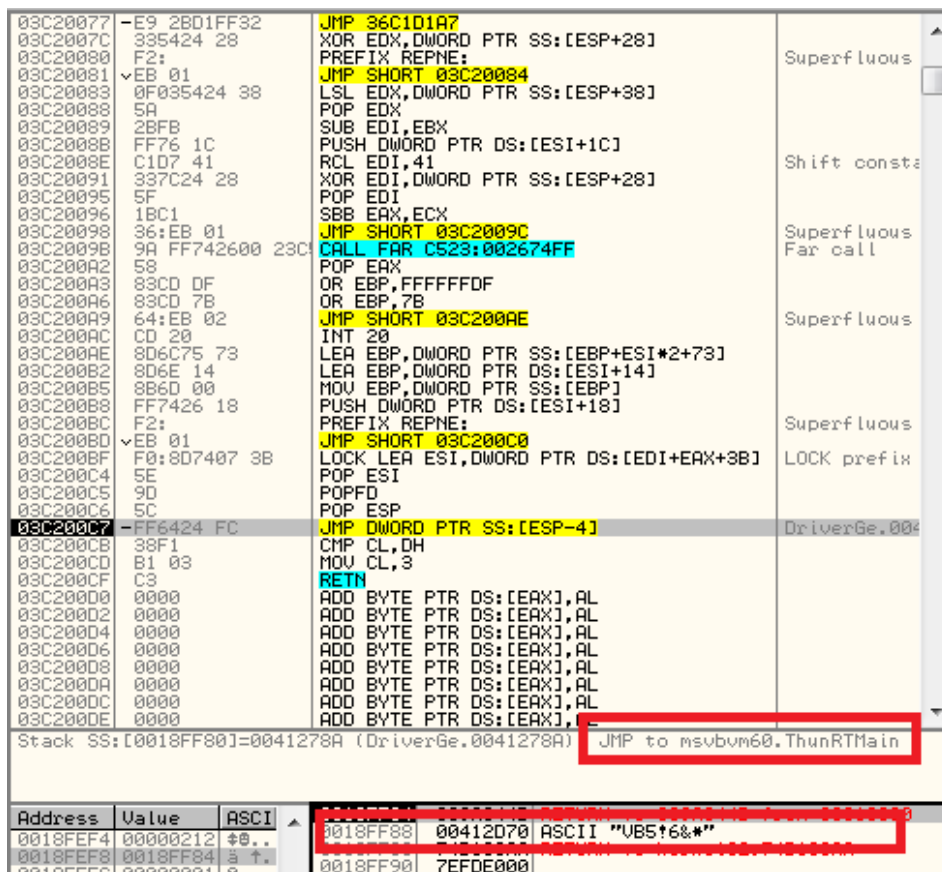 03C20077 -E9 2BD1FF32 JMP 36C1D1A7
03C2007C 335424 28 XOR EDX,DWORD PTR SS:[ESP+28]
03C20080 F2: PREFIX REPNE: Superfluous
03C20081 EB 01 JMP SHORT 03C20084
03C20083 0F035424 38 LSL EDX,DWORD PTR SS:[ESP+38]
03C20088 5A POP EDX
03C20089 2BFB SUB EDI,EBX
03C2008B FF76 1C PUSH DWORD PTR DS:[ESI+1C]
03C2008E C1D7 41 RCL EDI,41 Shift consta
03C20091 337C24 28 XOR EDI,DWORD PTR SS:[ESP+28]
03C20095 5F POP EDI
03C20096 1BC1 SBB EAX,ECX
03C20098 36:EB 01 JMP SHORT 03C2009C Superfluous
03C2009B 9A FF742600 23C CALL FAR C523:002674FF Far call
03C200A2 58 POP EAX
03C200A3 83CD DF OR EBP,FFFFFFDF
03C200A6 83CD 7B OR EBP,7B
03C200A9 64:EB 02 JMP SHORT 03C200AE Superfluous
03C200AC CD 20 INT 20
03C200AE 8D6C75 73 LEA EBP,DWORD PTR SS:[EBP+ESI*2+73]
03C200B2 8D6E 14 LEA EBP,DWORD PTR DS:[ESI+14]
03C200B5 8B6D 00 MOV EBP,DWORD PTR SS:[EBP]
03C200B8 FF7426 18 PUSH DWORD PTR DS:[ESI+18]
03C200BC F2: PREFIX REPNE: Superfluous
03C200BD EB 01 JMP SHORT 03C200C0
03C200BF F0:8D7407 3B LOCK LEA ESI,DWORD PTR DS:[EDI+EAX+3B] LOCK prefix
03C200C4 5E POP ESI
03C200C5 9D POPFD
03C200C6 5C POP ESP
03C200C7 -FF6424 FC JMP DWORD PTR SS:[ESP-4] DriverGe.004
03C200CB 38F1 CMP CL,DH
03C200CD B1 03 MOV CL,3
03C200CF C3 RETN
03C200D0 0000 ADD BYTE PTR DS:[EAX],AL
03C200D2 0000 ADD BYTE PTR DS:[EAX],AL
03C200D4 0000 ADD BYTE PTR DS:[EAX],AL
03C200D6 0000 ADD BYTE PTR DS:[EAX],AL
03C200D8 0000 ADD BYTE PTR DS:[EAX],AL
03C200DA 0000 ADD BYTE PTR DS:[EAX],AL
03C200DC 0000 ADD BYTE PTR DS:[EAX],AL
03C200DE 0000 ADD BYTE PTR DS:[EAX],AL
Stack SS:[0018FF80]=0041278A (DriverGe.0041278A) JMP to msvbvm60.ThunRTMain
Address Value ASCI
0018FF88 00412D70 ASCII "VB5!6&*"
0018FEF4 00000212
0018FEF8 0018FF84 ä ↑.
0018FF90 7EFDE000